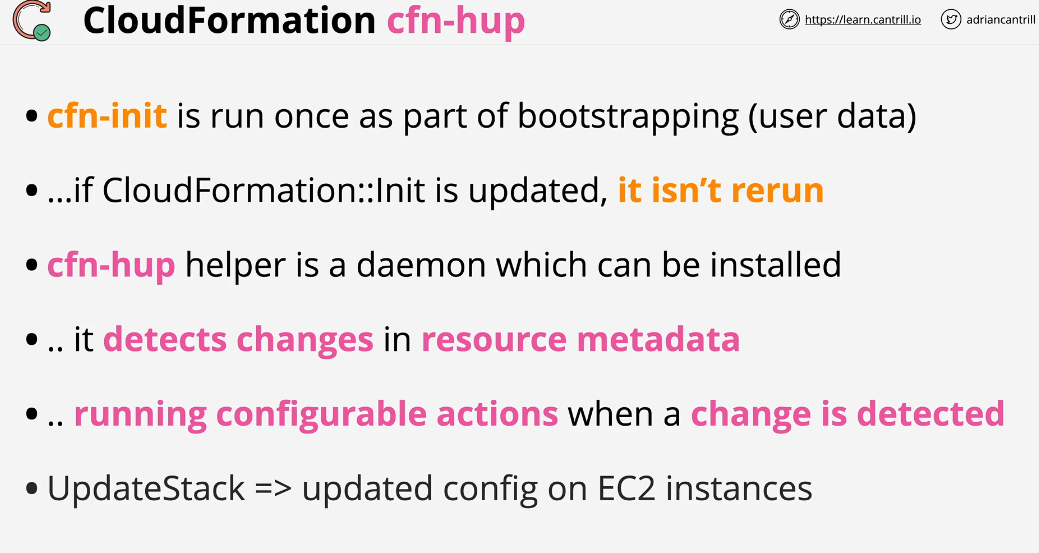 CloudFormation cfn-hup
https://learn.cantrill.io
adriancantrill
• cfn-init is run once as part of bootstrapping (user data)
• ...if CloudFormation::Init is updated, it isn’t rerun
• cfn-hup helper is a daemon which can be installed
• .. it detects changes in resource metadata
• .. running configurable actions when a change is detected
• UpdateStack => updated config on EC2 instances